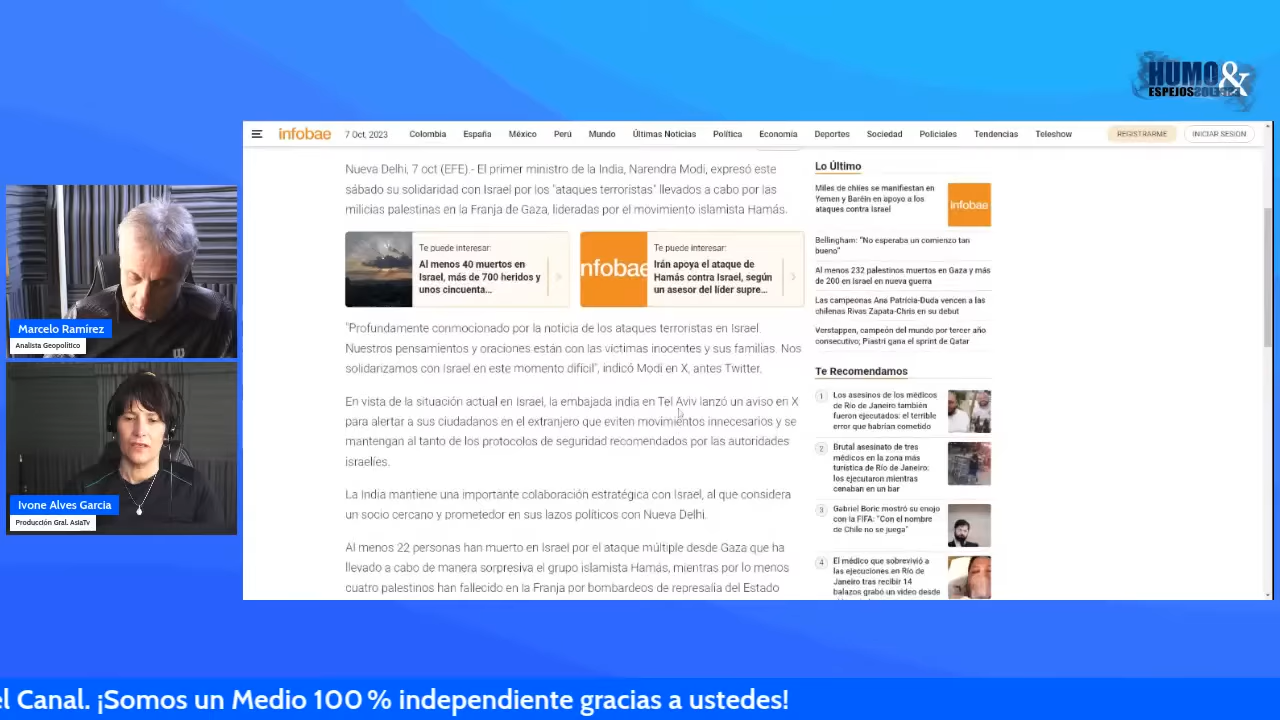 HUMO&
ESPEJOS
infobae
7 Oct, 2023
Colombia
España
México
Perú
Mundo
Últimas Noticias
Política
Economía
Deportes
Sociedad
Policiales
Tendencias
Teleshow
REGISTRARME
INICIAR SESIÓN
Nueva Delhi, 7 oct (EFE).- El primer ministro de la India, Narendra Modi, expresó este
sábado su solidaridad con Israel por los "ataques terroristas" llevados a cabo por las
milicias palestinas en la Franja de Gaza, lideradas por el movimiento islamista Hamás.
Te puede interesar:
Al menos 40 muertos en
Israel, más de 700 heridos y
unos cincuenta...
infobae
Te puede interesar:
Irán apoya el ataque de
Hamás contra Israel, según
un asesor del líder supre...
"Profundamente conmocionado por la noticia de los ataques terroristas en Israel.
Nuestros pensamientos y oraciones están con las víctimas inocentes y sus familias. Nos
solidarizamos con Israel en este momento difícil", indicó Modi en X, antes Twitter.
En vista de la situación actual en Israel, la embajada india en Tel Aviv lanzó un aviso en X
para alertar a sus ciudadanos en el extranjero que eviten movimientos innecesarios y se
mantengan al tanto de los protocolos de seguridad recomendados por las autoridades
israelíes.
La India mantiene una importante colaboración estratégica con Israel, al que considera
un socio cercano y prometedor en sus lazos políticos con Nueva Delhi.
Al menos 22 personas han muerto en Israel por el ataque múltiple desde Gaza que ha
llevado a cabo de manera sorpresiva el grupo islamista Hamás, mientras por lo menos
cuatro palestinos han fallecido en la Franja por bombardeos de represalia del Estado
Lo Último
Miles de chiíes se manifiestan en
Yemen y Baréin en apoyo a los
ataques contra Israel
infobae
Bellingham: "No esperaba un comienzo tan
bueno"
Al menos 232 palestinos muertos en Gaza y más
de 200 en Israel en nueva guerra
Las campeonas Ana Patricia-Duda vencen a las
chilenas Rivas Zapata-Chris en su debut
Verstappen, campeón del mundo por tercer año
consecutivo; Piastri gana el sprint de Qatar
Te Recomendamos
1
Los asesinos de los médicos
de Río de Janeiro también
fueron ejecutados: el terrible
error que habrían cometido
2
Brutal asesinato de tres
médicos en la zona más
turística de Río de Janeiro:
los ejecutaron mientras
cenaban en un bar
3
Gabriel Boric mostró su enojo
con la FIFA: "Con el nombre
de Chile no se juega"
4
El médico que sobrevivió a
las ejecuciones en Río de
Janeiro tras recibir 14
balazos grabó un video desde
Marcelo Ramírez
Analista Geopolítico
Ivone Alves Garcia
Producción Gral. AsiaTv
el Canal. ¡Somos un Medio 100 % independiente gracias a ustedes!